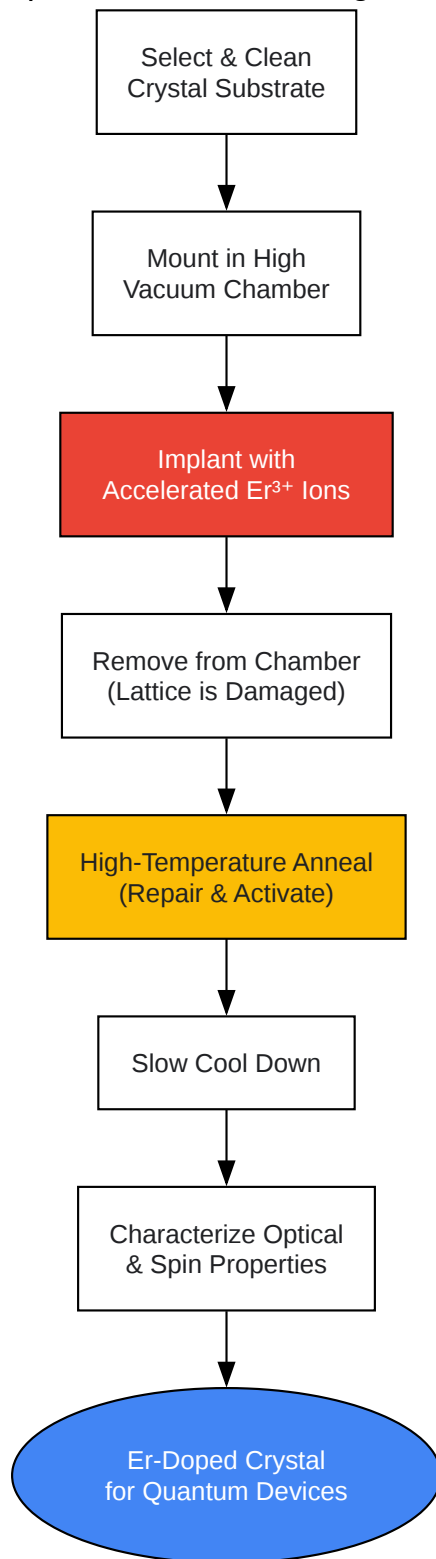 Select & Clean
Crystal Substrate
Mount in High
Vacuum Chamber
Implant with
Accelerated Er³⁺ Ions
Remove from Chamber
(Lattice is Damaged)
High-Temperature Anneal
(Repair & Activate)
Slow Cool Down
Characterize Optical
& Spin Properties
Er-Doped Crystal
for Quantum Devices